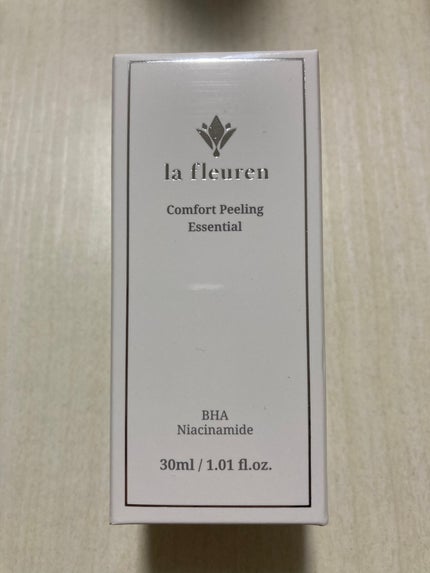 la fleuren
Comfort Peeling
Essential
BHA
Niacinamide
30ml / 1.01 fl.oz.